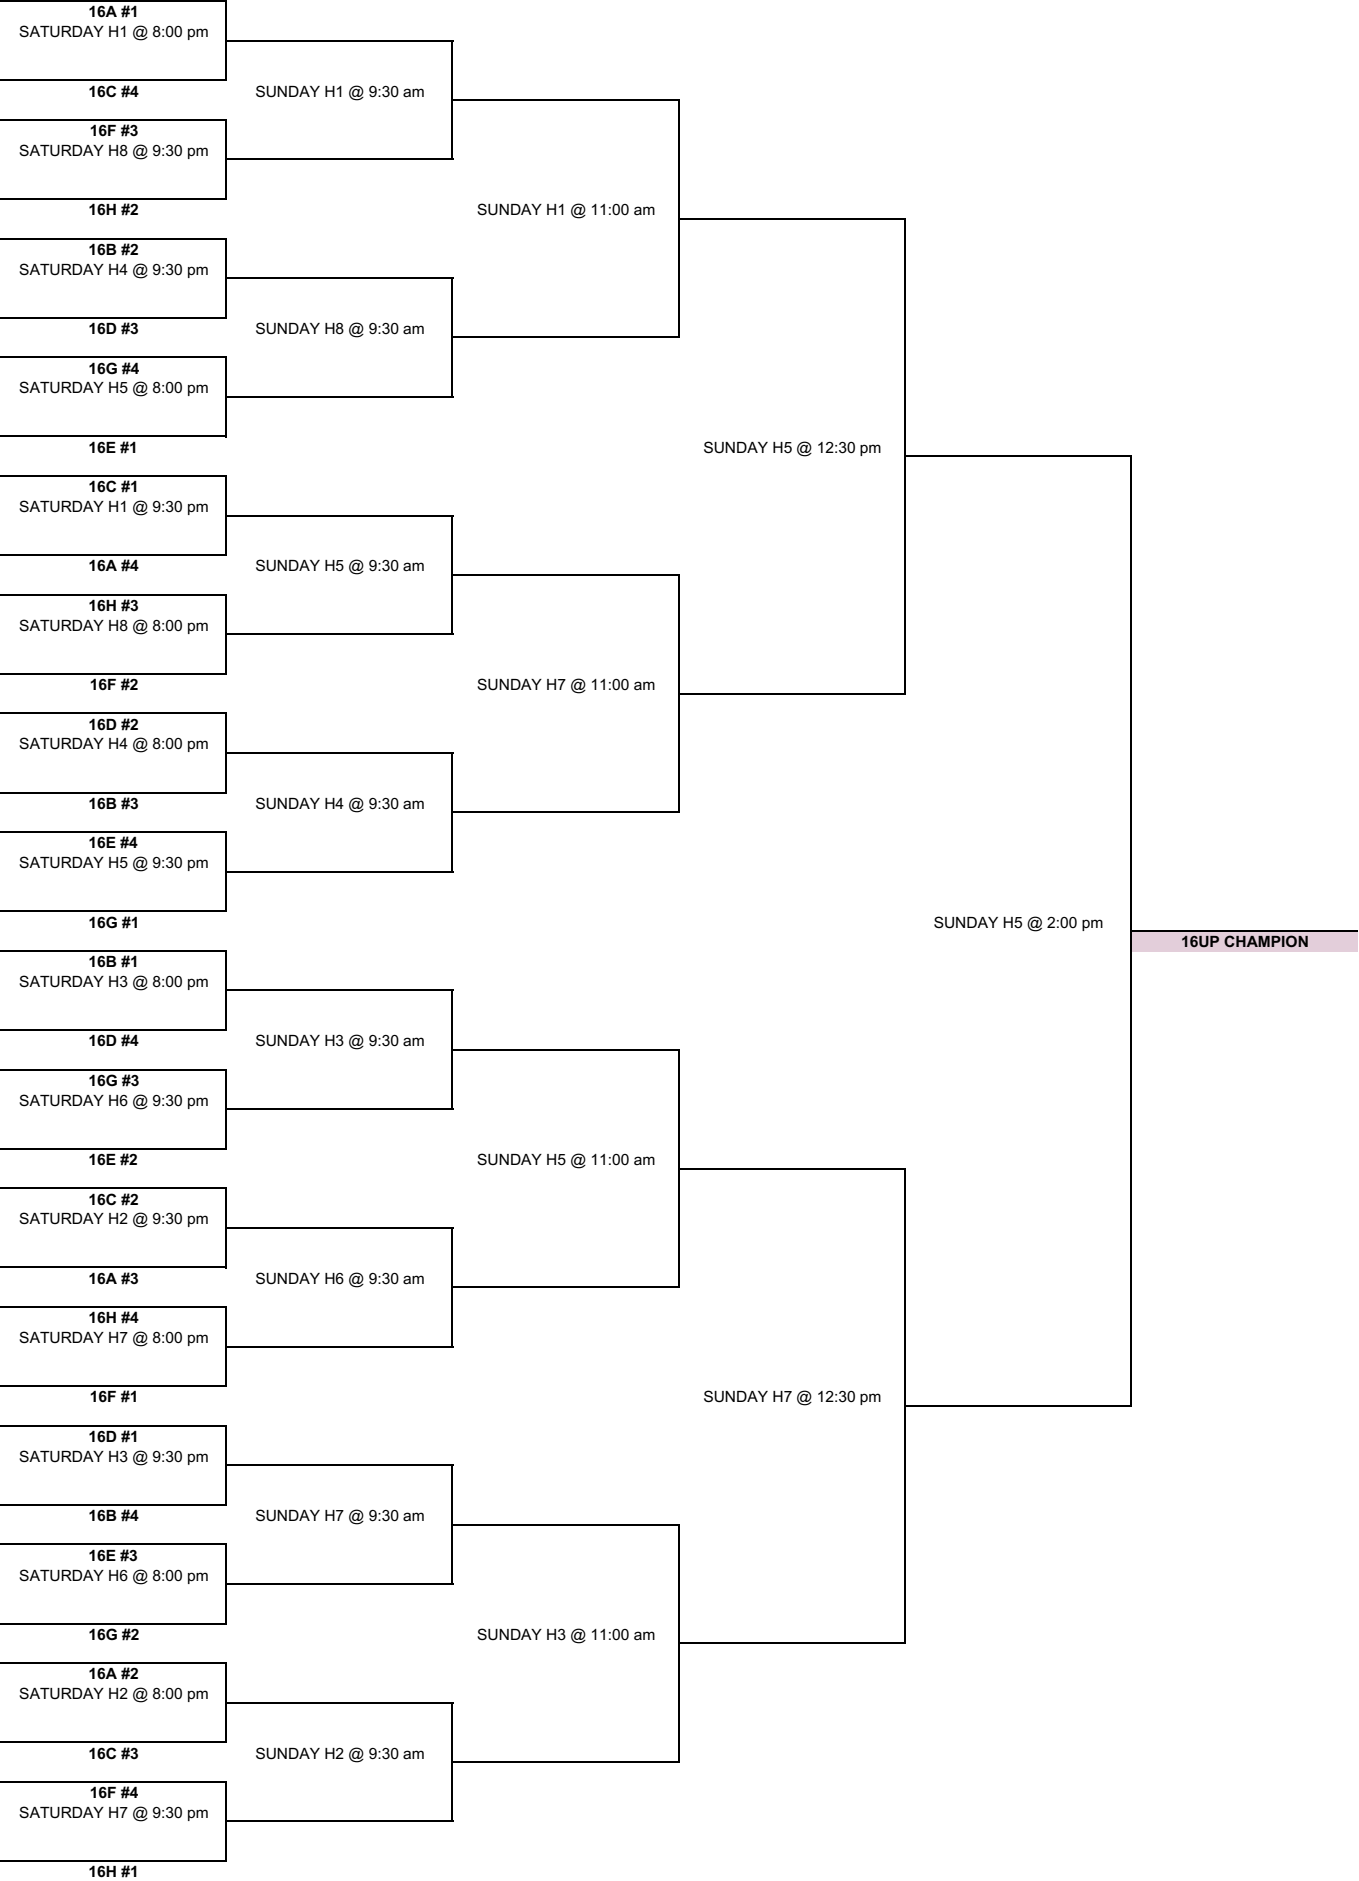 16A #1
SATURDAY H1 @ 8:00 pm
16C #4
SUNDAY H1 @ 9:30 am
16F #3
SATURDAY H8 @ 9:30 pm
16H #2
SUNDAY H1 @ 11:00 am
16B #2
SATURDAY H4 @ 9:30 pm
16D #3
SUNDAY H8 @ 9:30 am
16G #4
SATURDAY H5 @ 8:00 pm
16E #1
SUNDAY H5 @ 12:30 pm
16C #1
SATURDAY H1 @ 9:30 pm
16A #4
SUNDAY H5 @ 9:30 am
16H #3
SATURDAY H8 @ 8:00 pm
16F #2
SUNDAY H7 @ 11:00 am
16D #2
SATURDAY H4 @ 8:00 pm
16B #3
SUNDAY H4 @ 9:30 am
16E #4
SATURDAY H5 @ 9:30 pm
16G #1
SUNDAY H5 @ 2:00 pm
16UP CHAMPION
16B #1
SATURDAY H3 @ 8:00 pm
16D #4
SUNDAY H3 @ 9:30 am
16G #3
SATURDAY H6 @ 9:30 pm
16E #2
SUNDAY H5 @ 11:00 am
16C #2
SATURDAY H2 @ 9:30 pm
16A #3
SUNDAY H6 @ 9:30 am
16H #4
SATURDAY H7 @ 8:00 pm
16F #1
SUNDAY H7 @ 12:30 pm
16D #1
SATURDAY H3 @ 9:30 pm
16B #4
SUNDAY H7 @ 9:30 am
16E #3
SATURDAY H6 @ 8:00 pm
16G #2
SUNDAY H3 @ 11:00 am
16A #2
SATURDAY H2 @ 8:00 pm
16C #3
SUNDAY H2 @ 9:30 am
16F #4
SATURDAY H7 @ 9:30 pm
16H #1